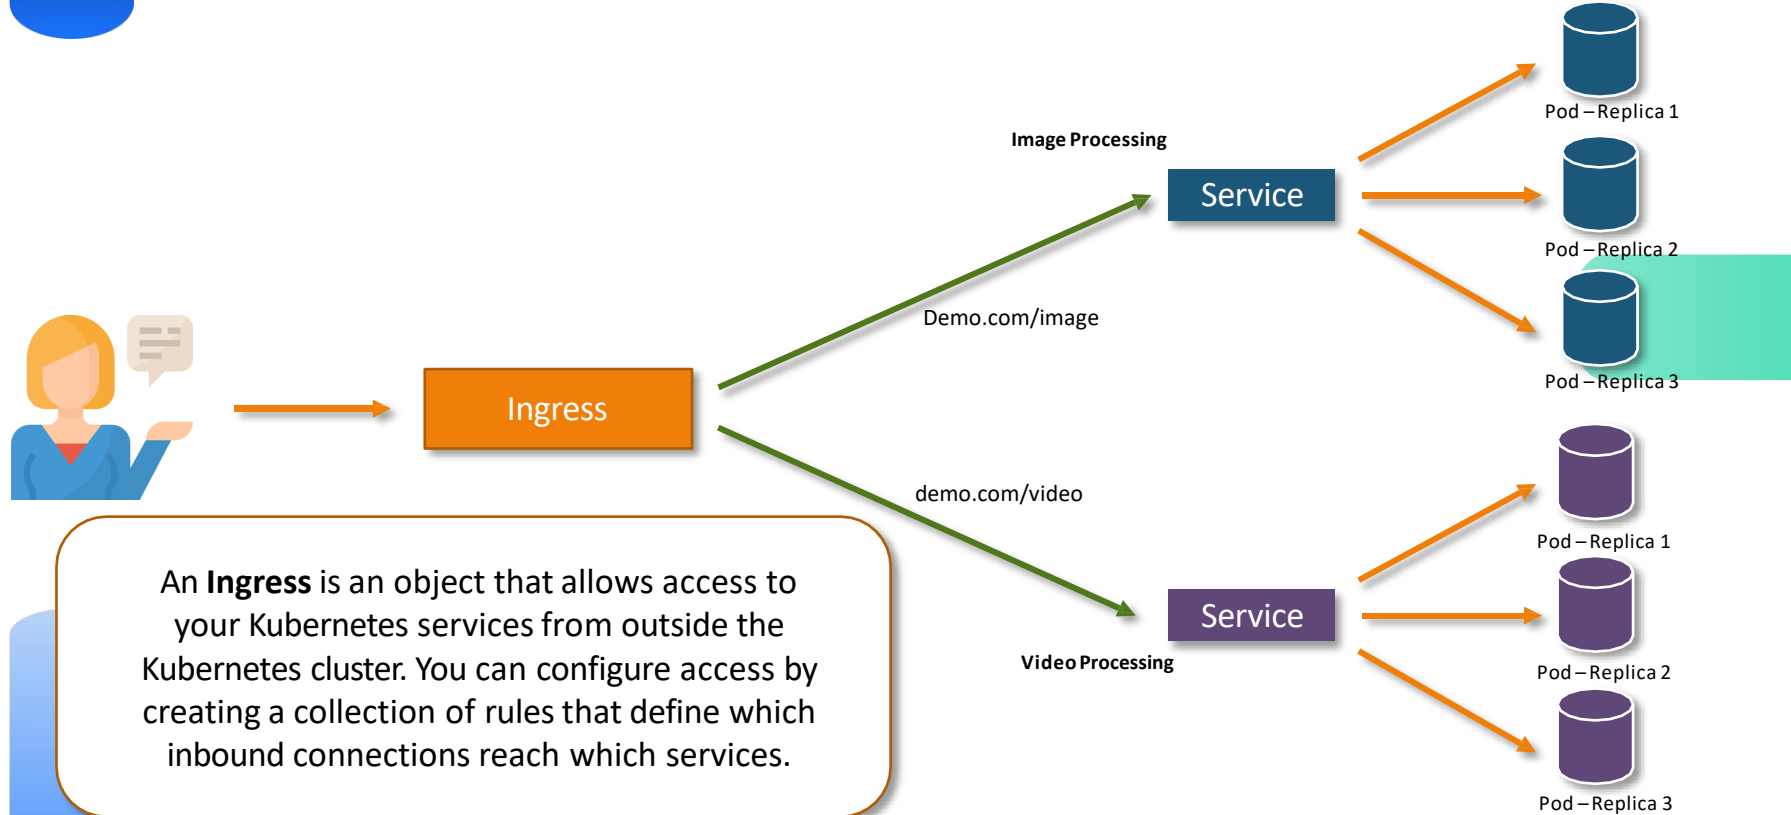 Pod – Replica 1
Image Processing
Service
Pod – Replica 2
Demo.com/image
Pod – Replica 3
Ingress
demo.com/video
Pod – Replica 1
Service
Video Processing
Pod – Replica 2
Pod – Replica 3
An Ingress is an object that allows access to
your Kubernetes services from outside the
Kubernetes cluster. You can configure access by
creating a collection of rules that define which
inbound connections reach which services.